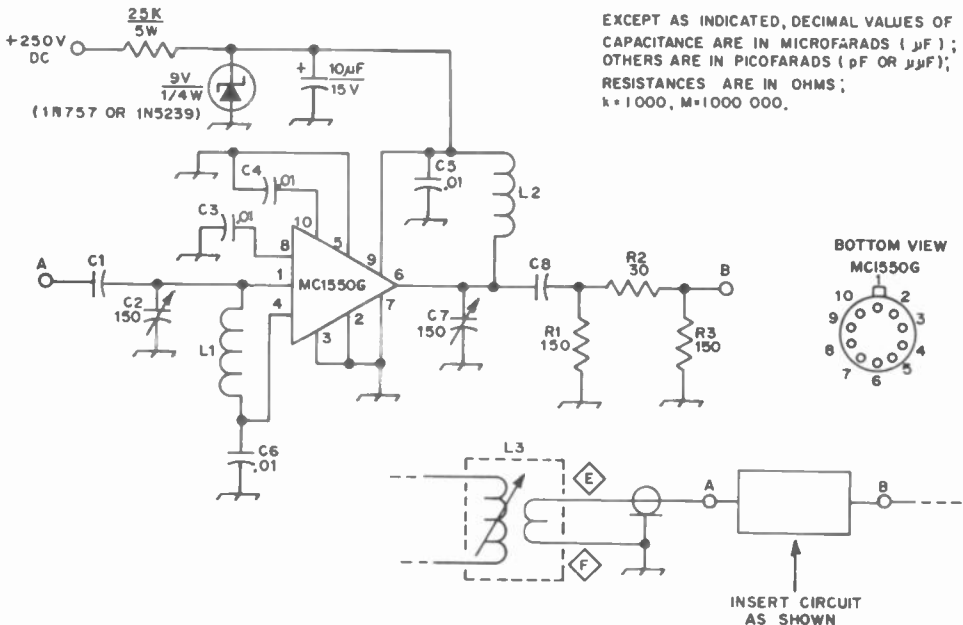 25K
5W
+250V
DC
9V
1/4W
(1N757 OR 1N5239)
+
10µF
15V
EXCEPT AS INDICATED, DECIMAL VALUES OF
CAPACITANCE ARE IN MICROFARADS ( µF ) ;
OTHERS ARE IN PICOFARADS ( pF OR µµF);
RESISTANCES ARE IN OHMS ;
k=1000, M=1000 000.
C4
.01
C3
.01
C5
.01
L2
10
5
8
9
A
C1
1
MC1550G
6
C8
R2
30
B
C2
150
4
7
2
3
C7
150
R1
150
R3
150
L1
C6
.01
BOTTOM VIEW
MC1550G
1
10
2
9
3
8
4
7
5
6
L3
E
A
B
F
INSERT CIRCUIT
AS SHOWN